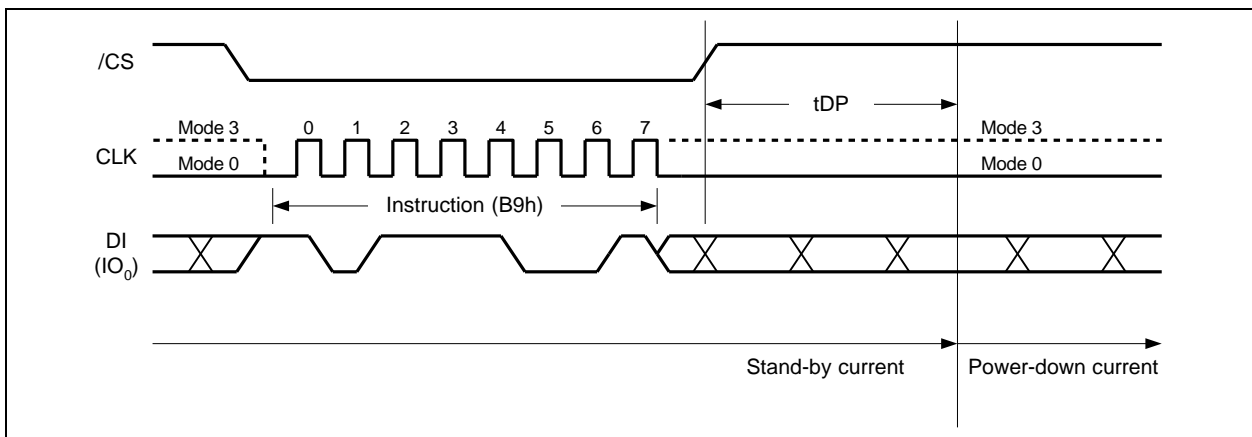 /CS
tDP
Mode 3
0 1 2 3 4 5 6 7
Mode 3
CLK
Mode 0
Mode 0
Instruction (B9h)
DI
(IO0)
Stand-by current
Power-down current